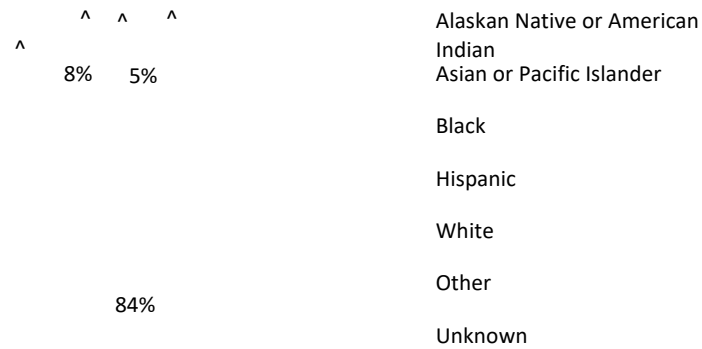 ^ ^ ^
^
8% 5%
84%
Alaskan Native or American
Indian
Asian or Pacific Islander
Black
Hispanic
White
Other
Unknown